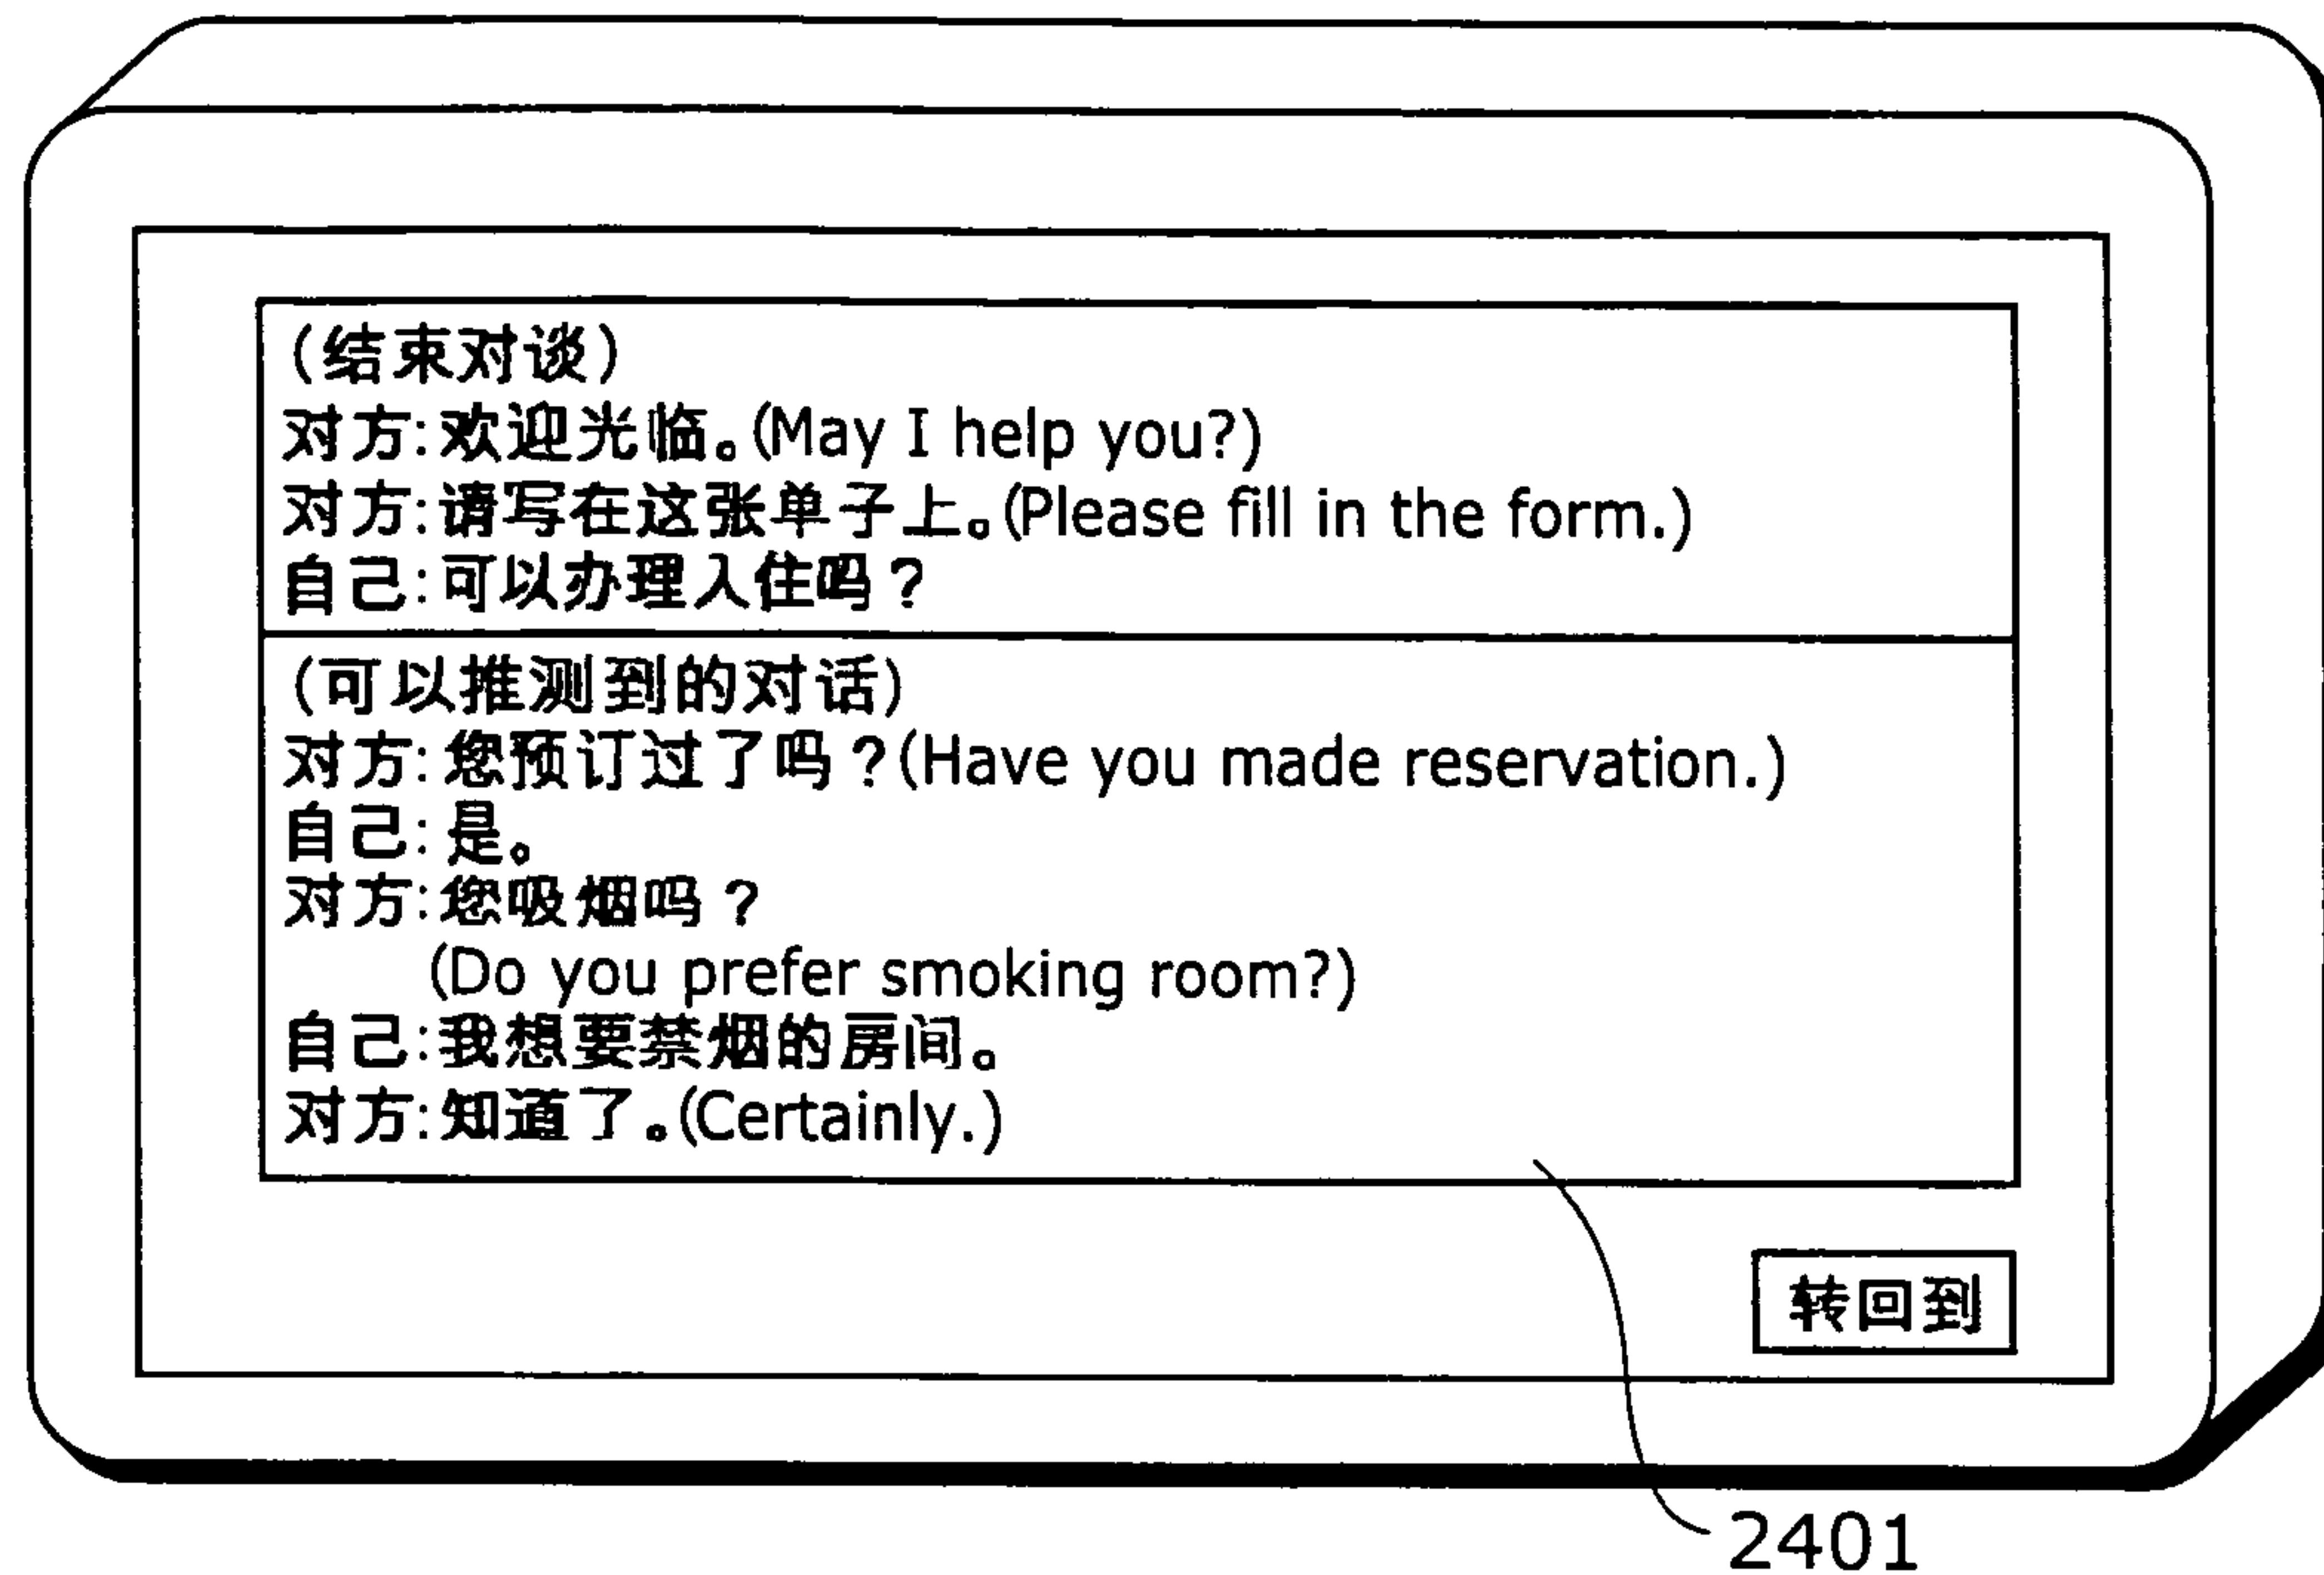 (结束对谈)
对方:欢迎光临。(May I help you?)
对方:请写在这张单子上。(Please fill in the form.)
自己:可以办理入住吗?
(可以推测到的对话)
对方:您预订过了吗?(Have you made reservation.)
自己:是。
对方:您吸烟吗?
(Do you prefer smoking room?)
自己:我想要禁烟的房间。
对方:知道了。(Certainly.)
转回到
2401